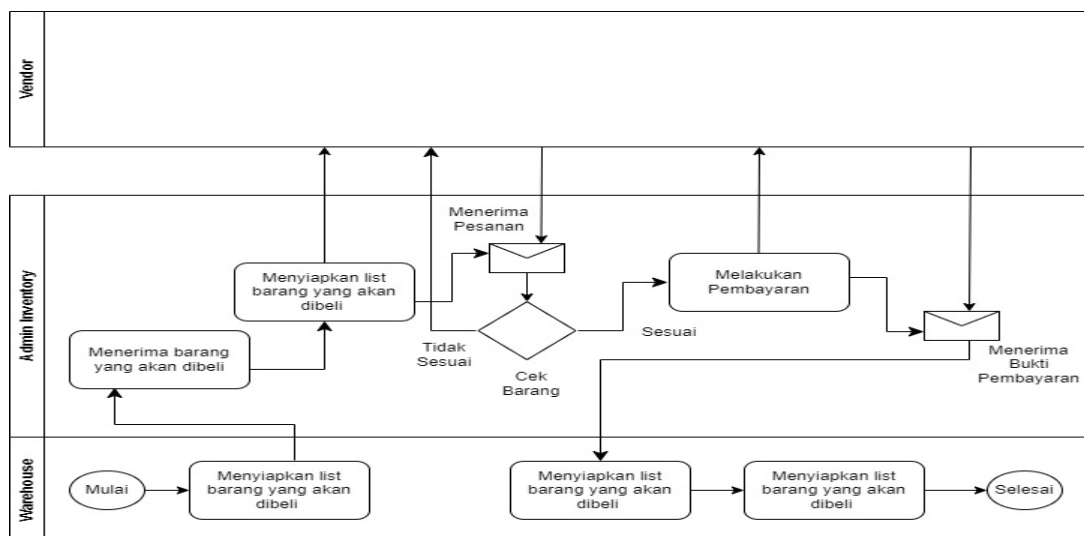 Vendor
Admin Inventory
Menerima
Pesanan
Menyiapkan list
barang yang akan
dibeli
Melakukan
Pembayaran
Menerima barang
yang akan dibeli
Tidak
Sesuai
Cek
Barang
Sesuai
Menerima
Bukti
Pembayaran
Warehouse
Mulai
Menyiapkan list
barang yang akan
dibeli
Menyiapkan list
barang yang akan
dibeli
Menyiapkan list
barang yang akan
dibeli
Selesai